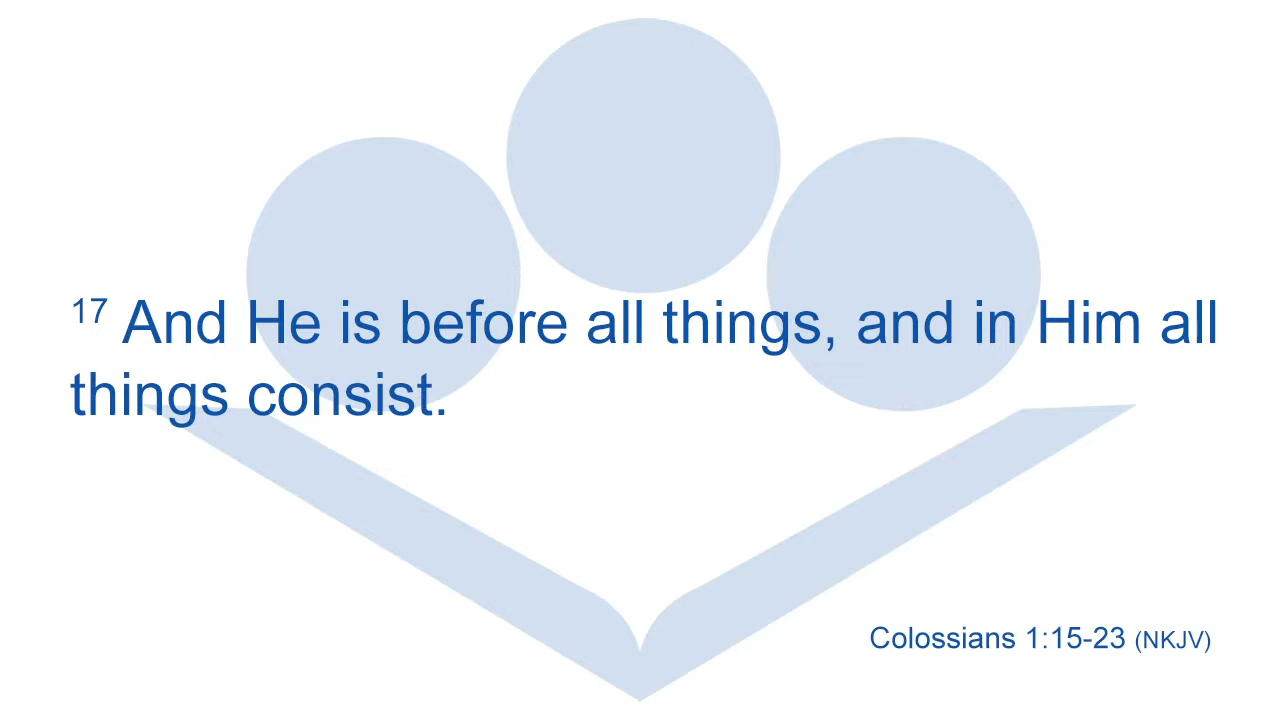 17 And He is before all things, and in Him all
things consist.
Colossians 1:15-23 (NKJV)